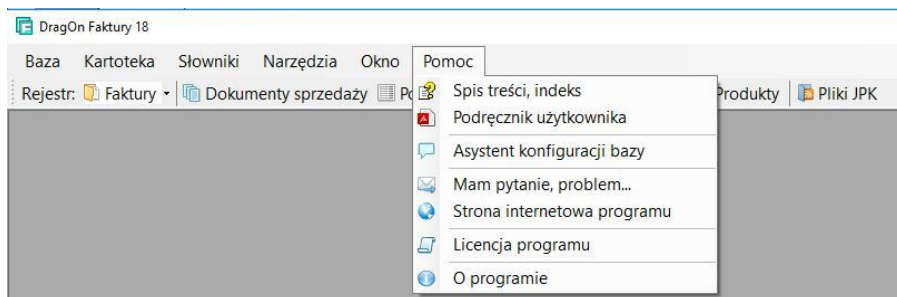 DragOn Faktury 18
Baza Kartoteka Słowniki Narzędzia Okno Pomoc
Rejestr: Faktury Dokumenty sprzedaży Produkty Pliki JPK
Spis treści, indeks
Podręcznik użytkownika
Asystent konfiguracji bazy
Mam pytanie, problem...
Strona internetowa programu
Licencja programu
O programie